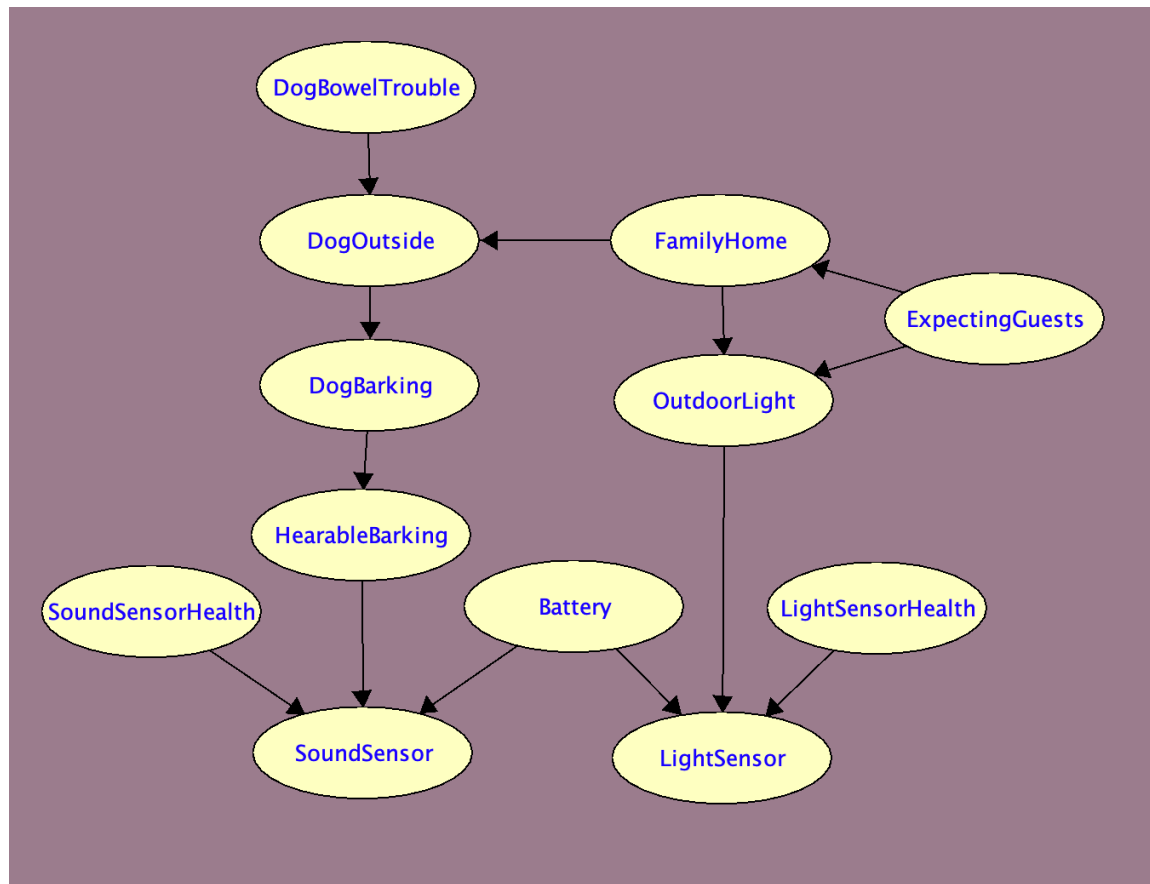 DogBowelTrouble
DogOutside
FamilyHome
ExpectingGuests
DogBarking
OutdoorLight
HearableBarking
SoundSensorHealth
Battery
LightSensorHealth
SoundSensor
LightSensor